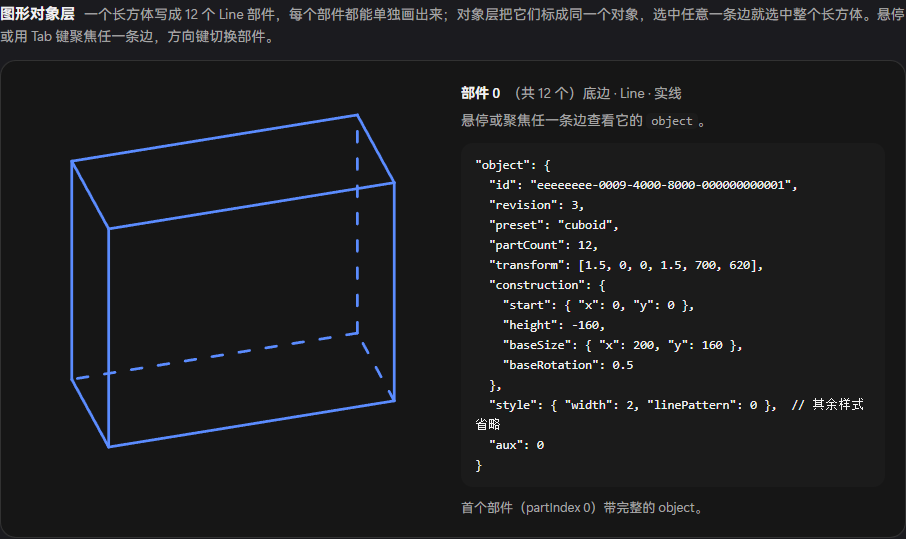 图形对象层 一个长方体写成 12 个 Line 部件，每个部件都能单独画出来；对象层把它们标成同一个对象，选中任意一条边就选中整个长方体。悬停
或用 Tab 键聚焦任一条边，方向键切换部件。
部件 0 （共 12 个）底边 · Line · 实线
悬停或聚焦任一条边查看它的 object 。
"object": {
"id": "eeeeeeee-0009-4000-8000-000000000001",
"revision": 3,
"preset": "cuboid",
"partCount": 12,
"transform": [1.5, 0, 0, 1.5, 700, 620],
"construction": {
"start": { "x": 0, "y": 0 },
"height": -160,
"baseSize": { "x": 200, "y": 160 },
"baseRotation": 0.5
},
"style": { "width": 2, "linePattern": 0 },  // 其余样式
省略
"aux": 0
}
首个部件（partIndex 0）带完整的 object。